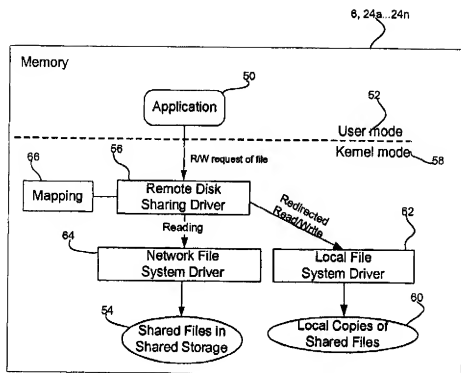 6, 24a...24n
Memory
50
Application
52
User mode
Kernel mode
58
R/W request of file
66
56
Mapping
Remote Disk
Sharing Driver
Redirected
Read/Write
62
64
Reading
Network File
System Driver
Local File
System Driver
54
60
Shared Files in
Shared Storage
Local Copies of
Shared Files